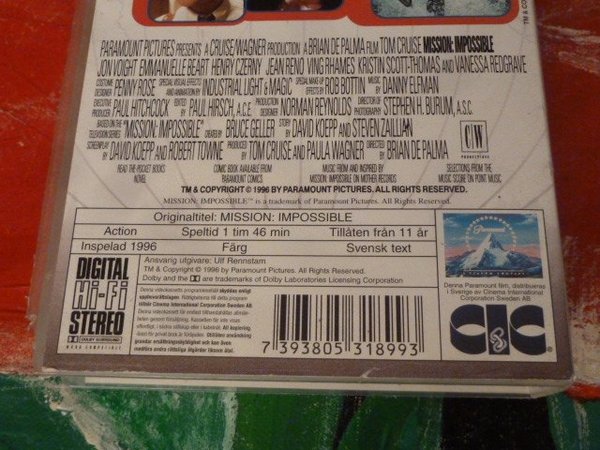 TM & CO
PARAMOUNT PICTURES PRESENTS A CRUISE/WAGNER PRODUCTION A BRIAN DE PALMA FILM TOM CRUISE MISSION: IMPOSSIBLE
JON VOIGHT EMMANUELLE BEART HENRY CZERNY JEAN RENO VING RHAMES KRISTIN SCOTT-THOMAS AND VANESSA REDGRAVE
COSTUME DESIGNER PENNY ROSE SPECIAL VISUAL EFFECTS AND ANIMATION BY INDUSTRIAL LIGHT & MAGIC SPECIAL MAKE-UP EFFECTS BY ROB BOTTIN MUSIC BY DANNY ELFMAN
EXECUTIVE PRODUCER PAUL HITCHCOCK EDITED BY PAUL HIRSCH, A.C.E. PRODUCTION DESIGNER NORMAN REYNOLDS DIRECTOR OF PHOTOGRAPHY STEPHEN H. BURUM, A.S.C.
BASED ON THE TELEVISION SERIES "MISSION: IMPOSSIBLE" CREATED BY BRUCE GELLER STORY BY DAVID KOEPP AND STEVEN ZAILLIAN
SCREENPLAY BY DAVID KOEPP AND ROBERT TOWNE PRODUCED BY TOM CRUISE AND PAULA WAGNER DIRECTED BY BRIAN DE PALMA
C/W
PRODUCTIONS
READ THE POCKET BOOKS NOVEL COMIC BOOK AVAILABLE FROM PARAMOUNT COMICS MUSIC FROM AND INSPIRED BY MISSION: IMPOSSIBLE ON MOTHER RECORDS SELECTIONS FROM THE MUSIC SCORE ON POINT MUSIC
TM & COPYRIGHT © 1996 BY PARAMOUNT PICTURES. ALL RIGHTS RESERVED.
MISSION: IMPOSSIBLE™ is a trademark of Paramount Pictures. All Rights Reserved.
Originaltitel: MISSION: IMPOSSIBLE
Action Speltid 1 tim 46 min Tillåten från 11 år
Inspelad 1996 Färg Svensk text
Paramount
DIGITAL
Hi-Fi
STEREO
DOLBY SURROUND
Ansvarig utgivare: Ulf Rennstam
TM & Copyright © 1996 by Paramount Pictures. All Rights Reserved.
Dolby and the DD are trademarks of Dolby Laboratories Licensing Corporation
Denna Paramount film, distribueras
i Sverige av Cinema International
Corporation Sweden AB
7 393805 318993
CIC